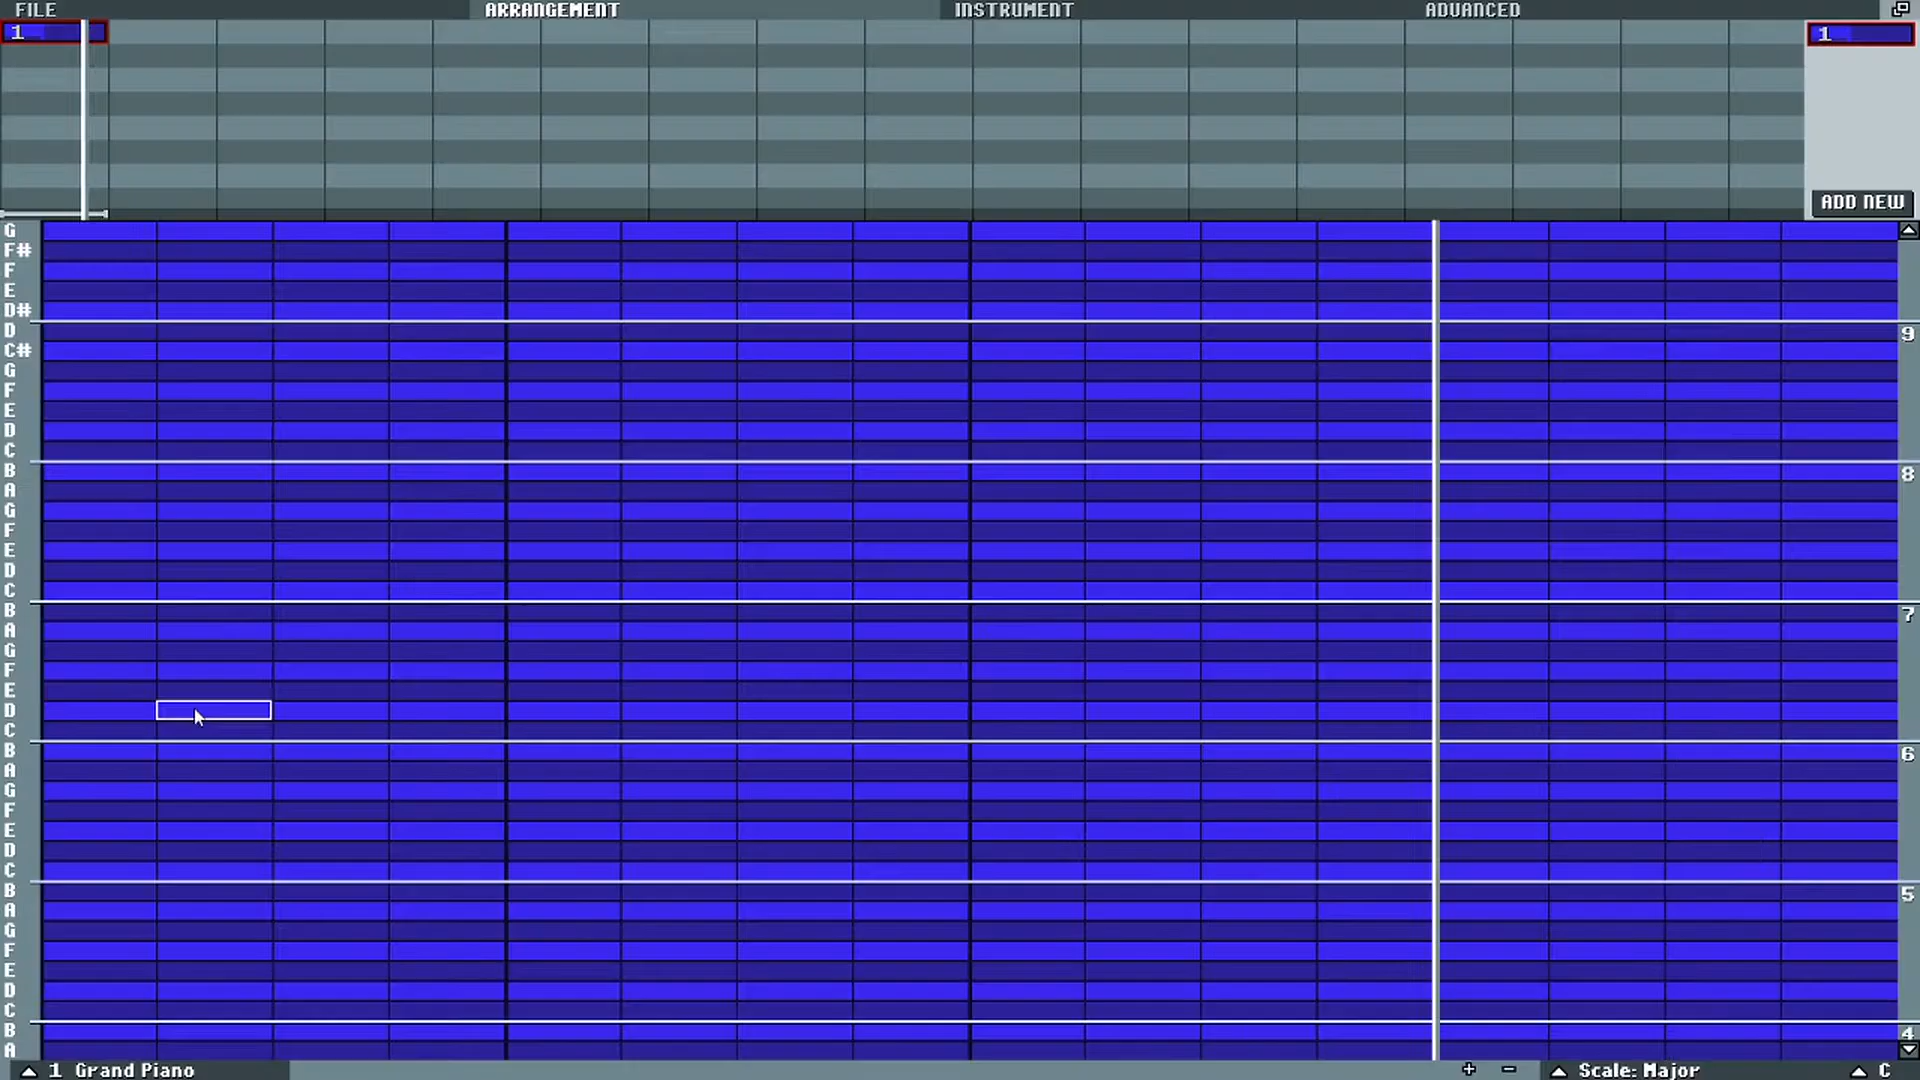 FILE ARRANGEMENT INSTRUMENT ADVANCED
1 1
ADD NEW
G
F#
F
E
D#
D 9
C#
G
F
E
D
C
B 8
A
G
F
E
D
C
B 7
A
G
F
E
D
C
B 6
A
G
F
E
D
C
B 5
A
G
F
E
D
C
B 4
A
1 Grand Piano + - Scale: Major C